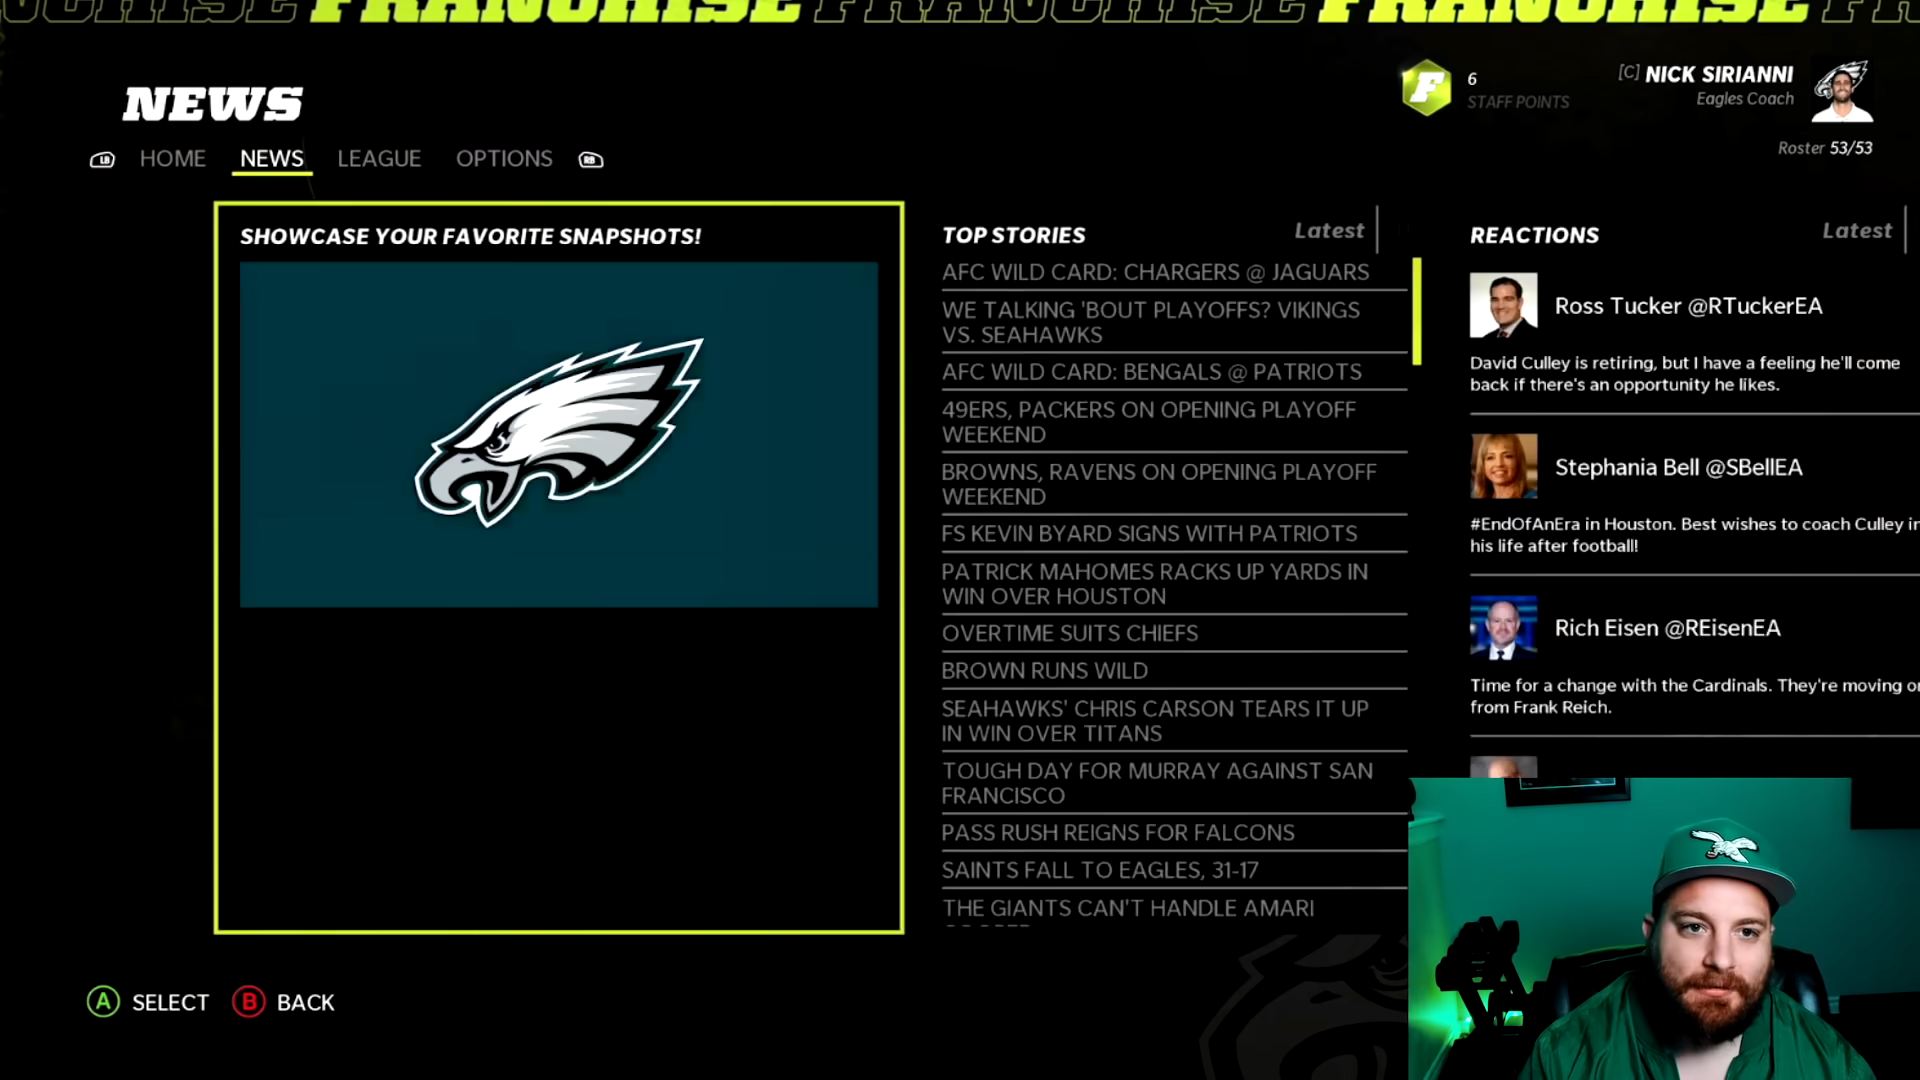 FRANCHISE FRANCHISE FRANCHISE FRANCHISE
NEWS
6
STAFF POINTS
[C] NICK SIRIANNI
Eagles Coach
Roster 53/53
LB HOME NEWS LEAGUE OPTIONS RB
SHOWCASE YOUR FAVORITE SNAPSHOTS!
TOP STORIES Latest
AFC WILD CARD: CHARGERS @ JAGUARS
WE TALKING 'BOUT PLAYOFFS? VIKINGS
VS. SEAHAWKS
AFC WILD CARD: BENGALS @ PATRIOTS
49ERS, PACKERS ON OPENING PLAYOFF
WEEKEND
BROWNS, RAVENS ON OPENING PLAYOFF
WEEKEND
FS KEVIN BYARD SIGNS WITH PATRIOTS
PATRICK MAHOMES RACKS UP YARDS IN
WIN OVER HOUSTON
OVERTIME SUITS CHIEFS
BROWN RUNS WILD
SEAHAWKS' CHRIS CARSON TEARS IT UP
IN WIN OVER TITANS
TOUGH DAY FOR MURRAY AGAINST SAN
FRANCISCO
PASS RUSH REIGNS FOR FALCONS
SAINTS FALL TO EAGLES, 31-17
THE GIANTS CAN'T HANDLE AMARI
REACTIONS Latest
Ross Tucker @RTuckerEA
David Culley is retiring, but I have a feeling he'll come
back if there's an opportunity he likes.
Stephania Bell @SBellEA
#EndOfAnEra in Houston. Best wishes to coach Culley in
his life after football!
Rich Eisen @REisenEA
Time for a change with the Cardinals. They're moving on
from Frank Reich.
A SELECT B BACK